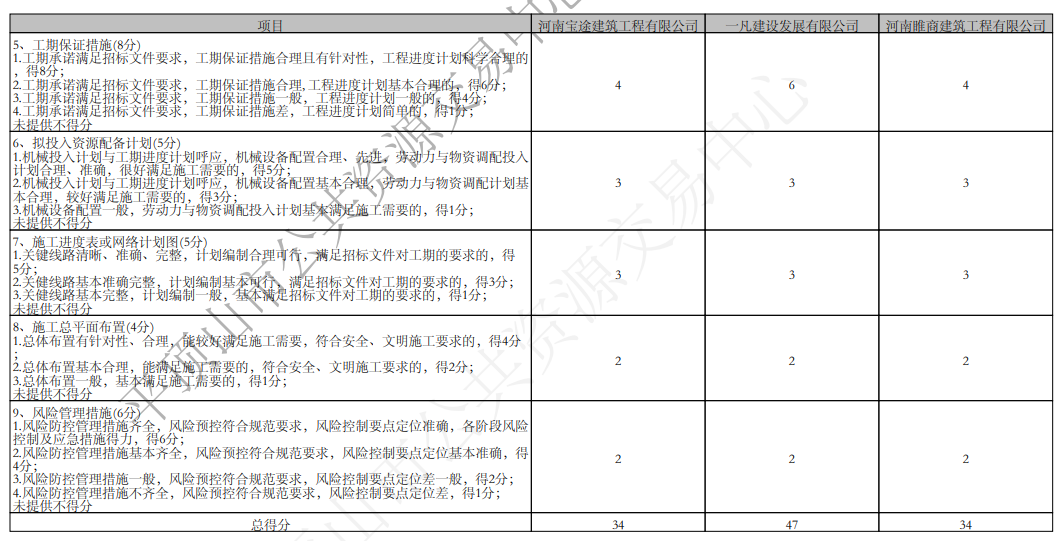 项目 河南宝途建筑工程有限公司 一凡建设发展有限公司 河南睢商建筑工程有限公司
5、工期保证措施(8分)
1.工期承诺满足招标文件要求，工期保证措施合理且有针对性，工程进度计划科学合理的
，得8分；
2.工期承诺满足招标文件要求，工期保证措施合理,工程进度计划基本合理的，得6分；
3.工期承诺满足招标文件要求，工期保证措施一般，工程进度计划一般的，得4分；
4.工期承诺满足招标文件要求，工期保证措施差，工程进度计划简单的，得1分；
未提供不得分
4 6 4
6、拟投入资源配备计划(5分)
1.机械投入计划与工期进度计划呼应，机械设备配置合理、先进，劳动力与物资调配投入
计划合理、准确，很好满足施工需要的，得5分；
2.机械投入计划与工期进度计划呼应，机械设备配置基本合理，劳动力与物资调配计划基
本合理，较好满足施工需要的，得3分；
3.机械设备配置一般，劳动力与物资调配投入计划基本满足施工需要的，得1分；
未提供不得分
3 3 3
7、施工进度表或网络计划图(5分)
1.关键线路清晰、准确、完整，计划编制合理可行，满足招标文件对工期的要求的，得
5分；
2.关键线路基本准确完整，计划编制基本可行，满足招标文件对工期的要求的，得3分；
3.关健线路基本完整，计划编制一般，基本满足招标文件对工期的要求的，得1分；
未提供不得分
3 3 3
8、施工总平面布置(4分)
1.总体布置有针对性、合理，能较好满足施工需要，符合安全、文明施工要求的，得4分
；
2.总体布置基本合理，能满足施工需要的，符合安全、文明施工要求的，得2分；
3.总体布置一般，基本满足施工需要的，得1分；
未提供不得分
2 2 2
9、风险管理措施(6分)
1.风险防控管理措施齐全，风险预控符合规范要求，风险控制要点定位准确，各阶段风险
控制及应急措施得力，得6分；
2.风险防控管理措施基本齐全，风险预控符合规范要求，风险控制要点定位基本准确，得
4分；
3.风险防控管理措施一般，风险预控符合规范要求，风险控制要点定位差一般，得2分；
4.风险防控管理措施不齐全，风险预控符合规范要求，风险控制要点定位差，得1分；
未提供不得分
2 2 2
总得分 34 47 34
平顶山市公共资源交易中心
平顶山市公共资源交易中心